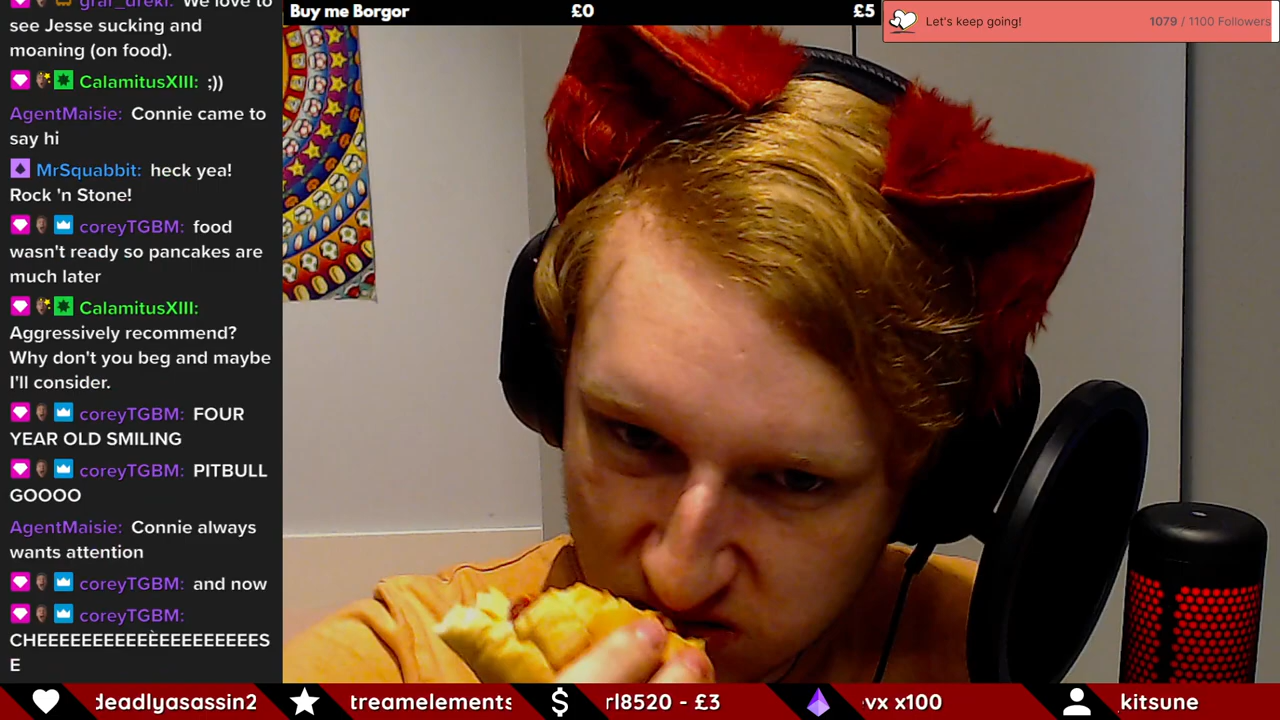 Buy me Borgor £0 £5
Let's keep going! 1079 / 1100 Followers
graf_dreki: We love to
see Jesse sucking and
moaning (on food).
CalamitusXIII: ;))
AgentMaisie: Connie came to
say hi
MrSquabbit: heck yea!
Rock 'n Stone!
coreyTGBM: food
wasn't ready so pancakes are
much later
CalamitusXIII:
Aggressively recommend?
Why don't you beg and maybe
I'll consider.
coreyTGBM: FOUR
YEAR OLD SMILING
coreyTGBM: PITBULL
GOOOO
AgentMaisie: Connie always
wants attention
coreyTGBM: and now
coreyTGBM:
CHEEEEEEEEEEÈEEEEEEEEEES
E
deadlyasassin2 treamelements rl8520 - £3 vx x100 kitsune